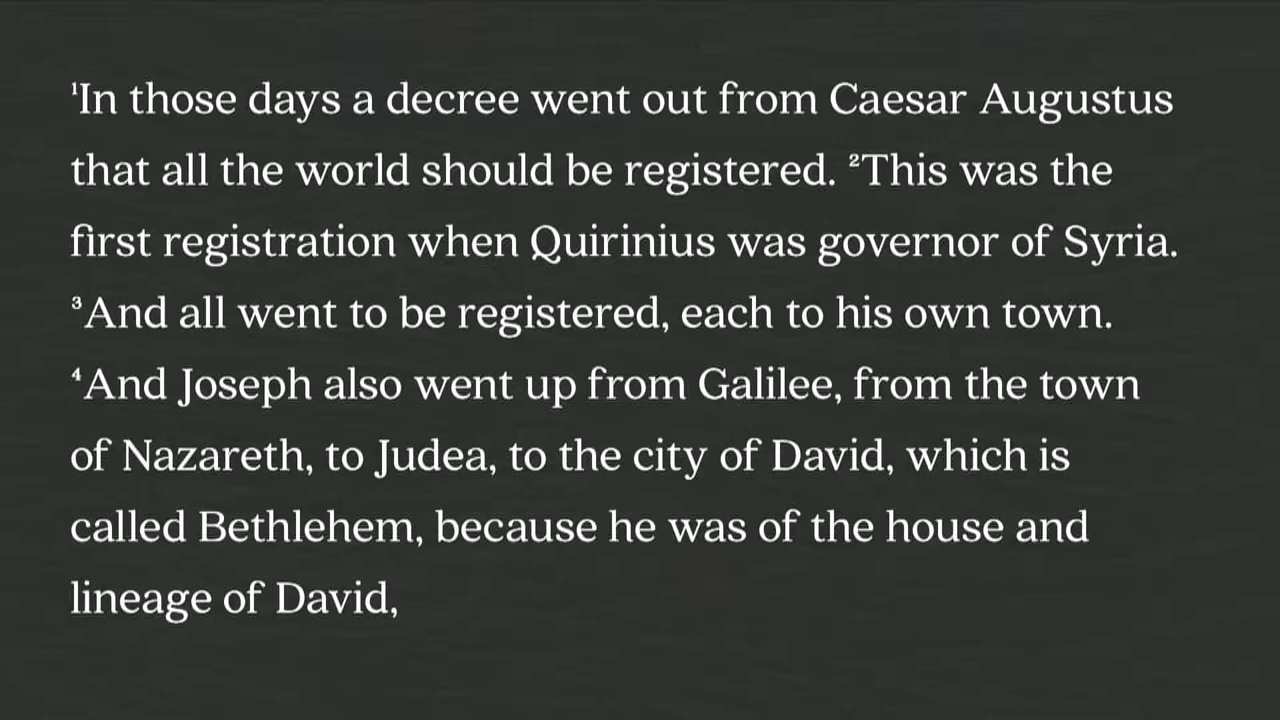 ¹In those days a decree went out from Caesar Augustus
that all the world should be registered. ²This was the
first registration when Quirinius was governor of Syria.
³And all went to be registered, each to his own town.
⁴And Joseph also went up from Galilee, from the town
of Nazareth, to Judea, to the city of David, which is
called Bethlehem, because he was of the house and
lineage of David,